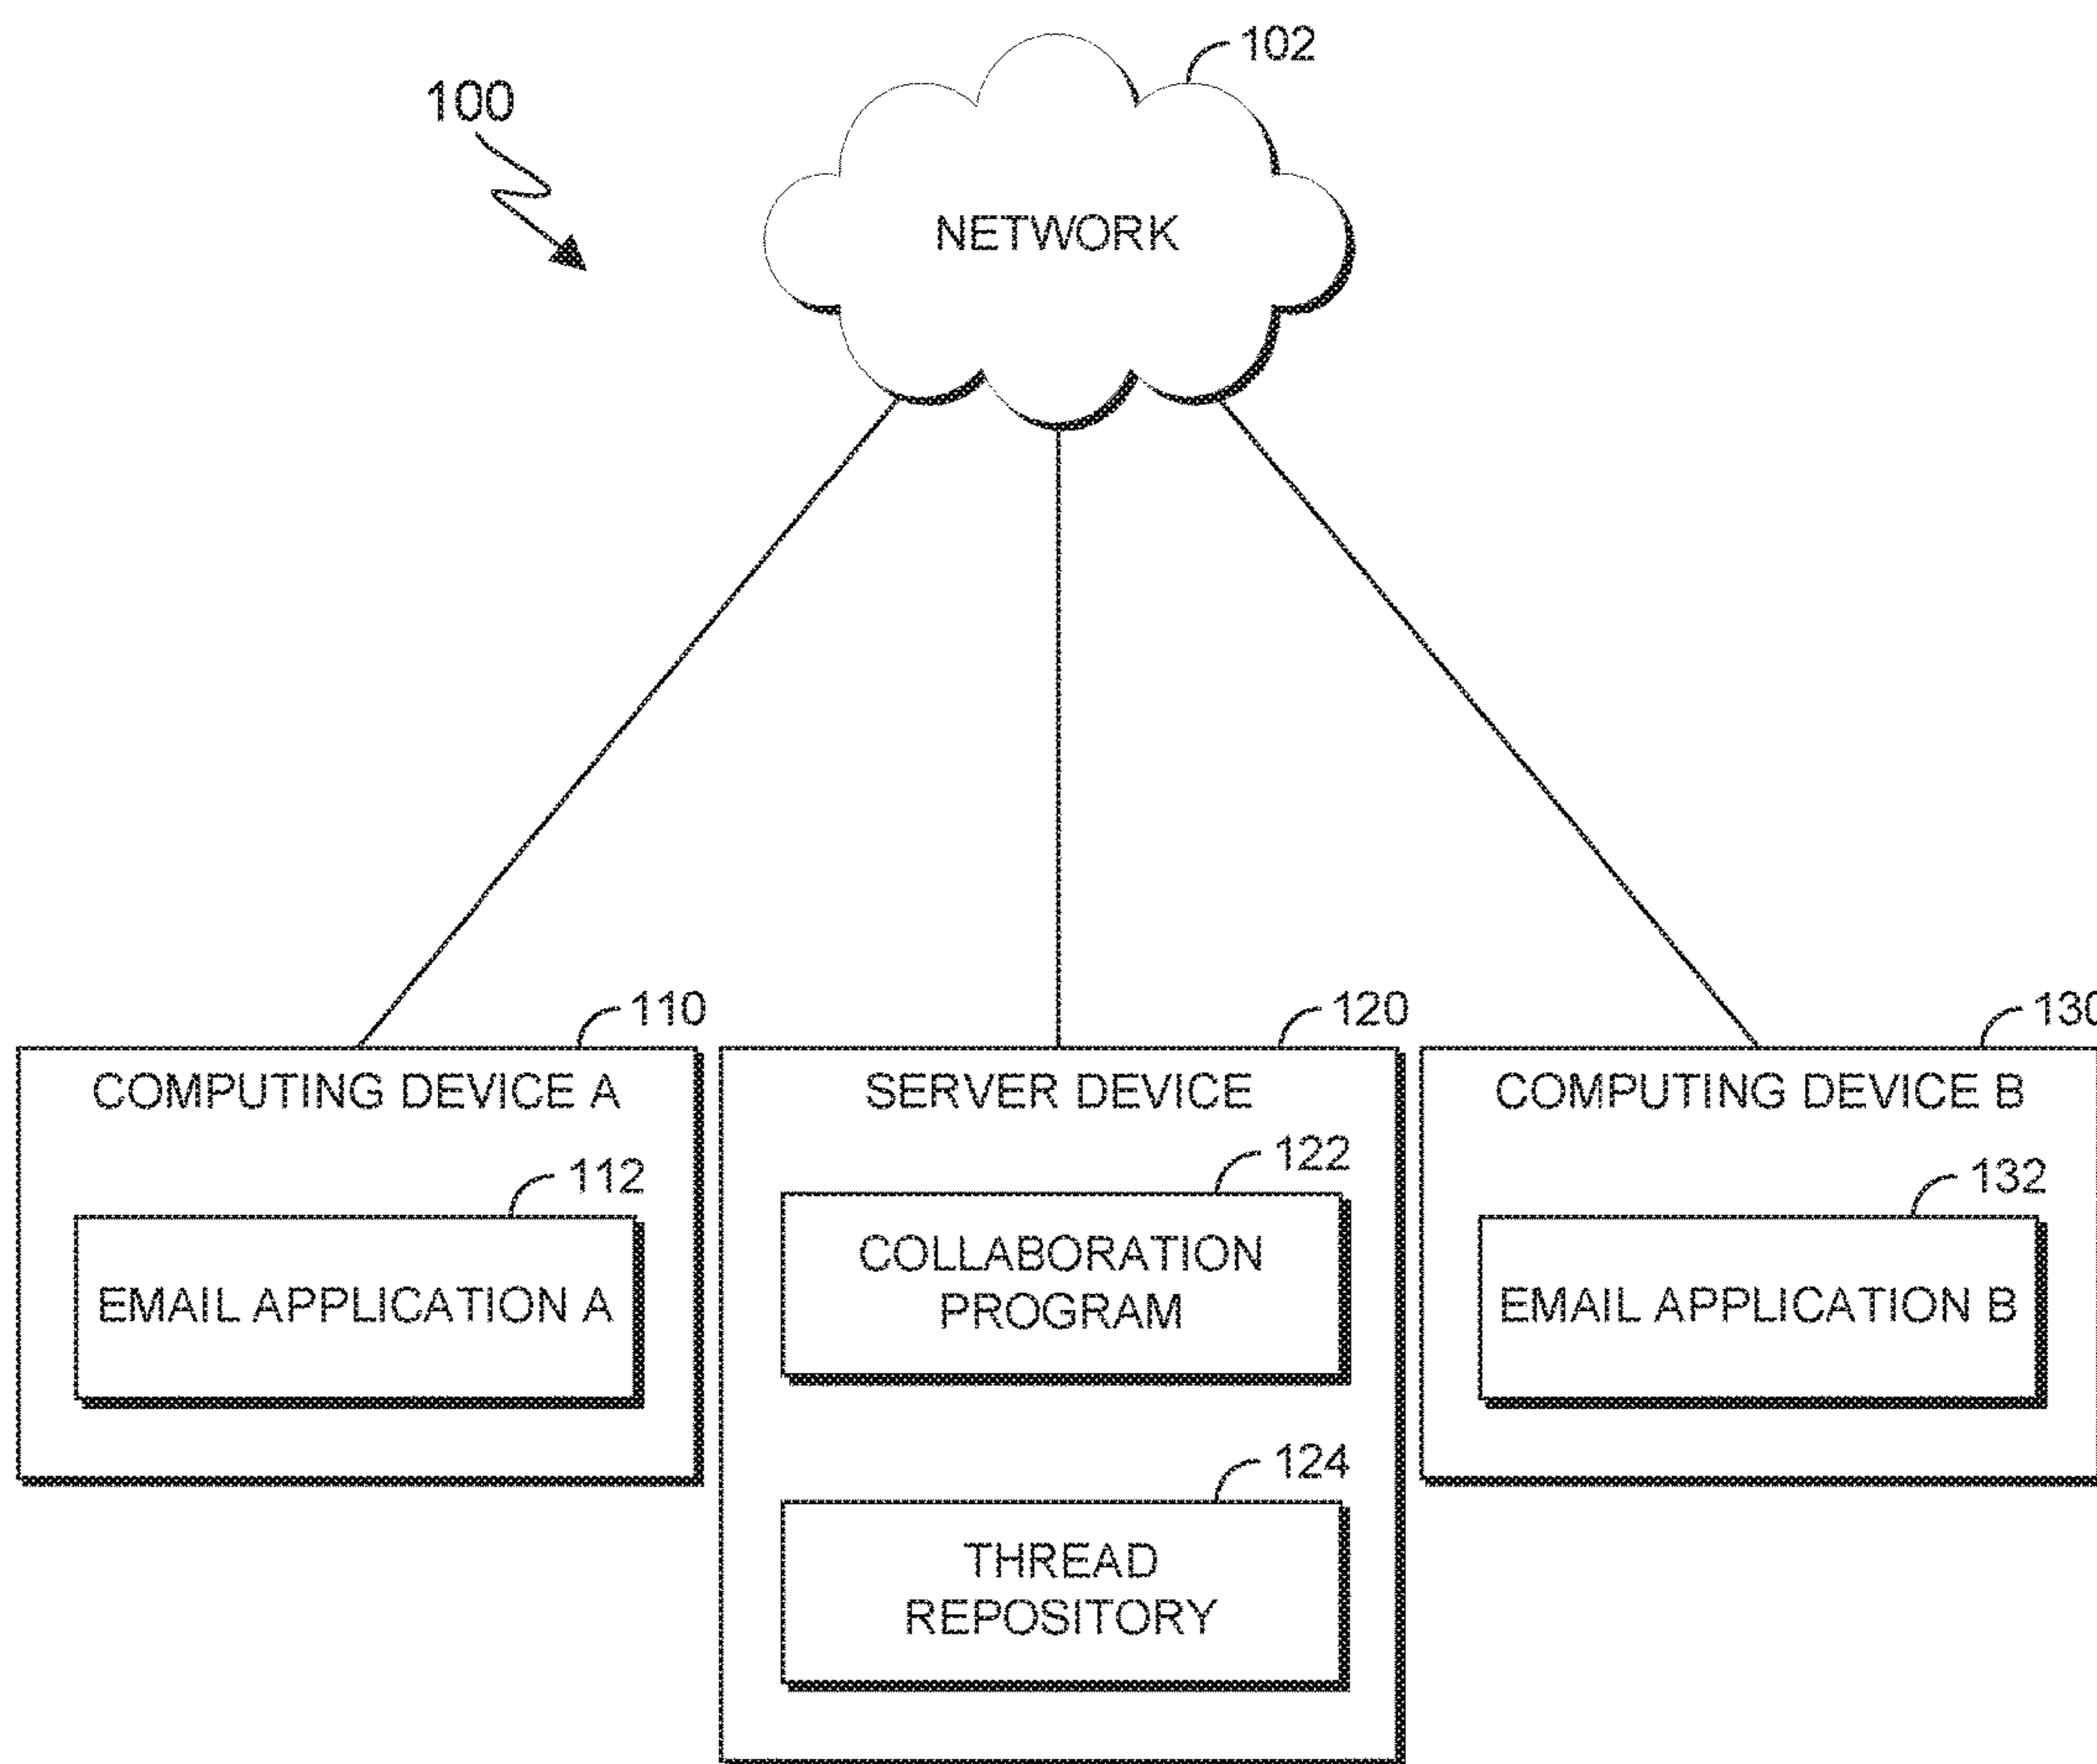 100
102
NETWORK
110
120
130
COMPUTING DEVICE A
SERVER DEVICE
COMPUTING DEVICE B
112
122
132
EMAIL APPLICATION A
COLLABORATION
PROGRAM
EMAIL APPLICATION B
124
THREAD
REPOSITORY